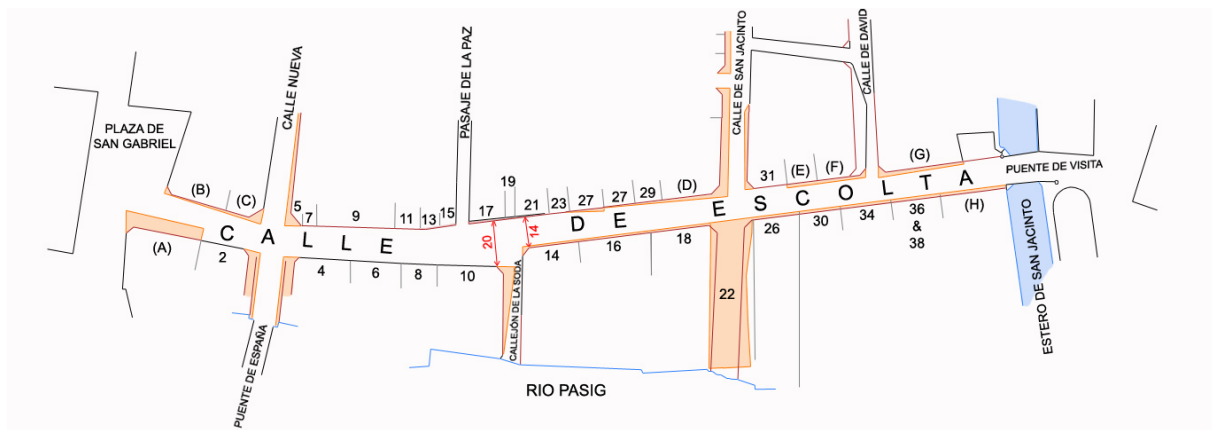 PLAZA DE
SAN GABRIEL
CALLE NUEVA
PASAJE DE LA PAZ
CALLE DE SAN JACINTO
CALLE DE DAVID
(B)
(C)
5
7
9
11
13
15
17
19
21
23
27
27
29
(D)
31
(E)
(F)
(G)
PUENTE DE VISITA
CALLE DE ESCOLTA
(A)
2
4
6
8
10
20
14
14
16
18
22
26
30
34
36
&
38
(H)
PUENTE DE ESPAÑA
CALLEJÓN DE LA SODA
RIO PASIG
ESTERO DE SAN JACINTO